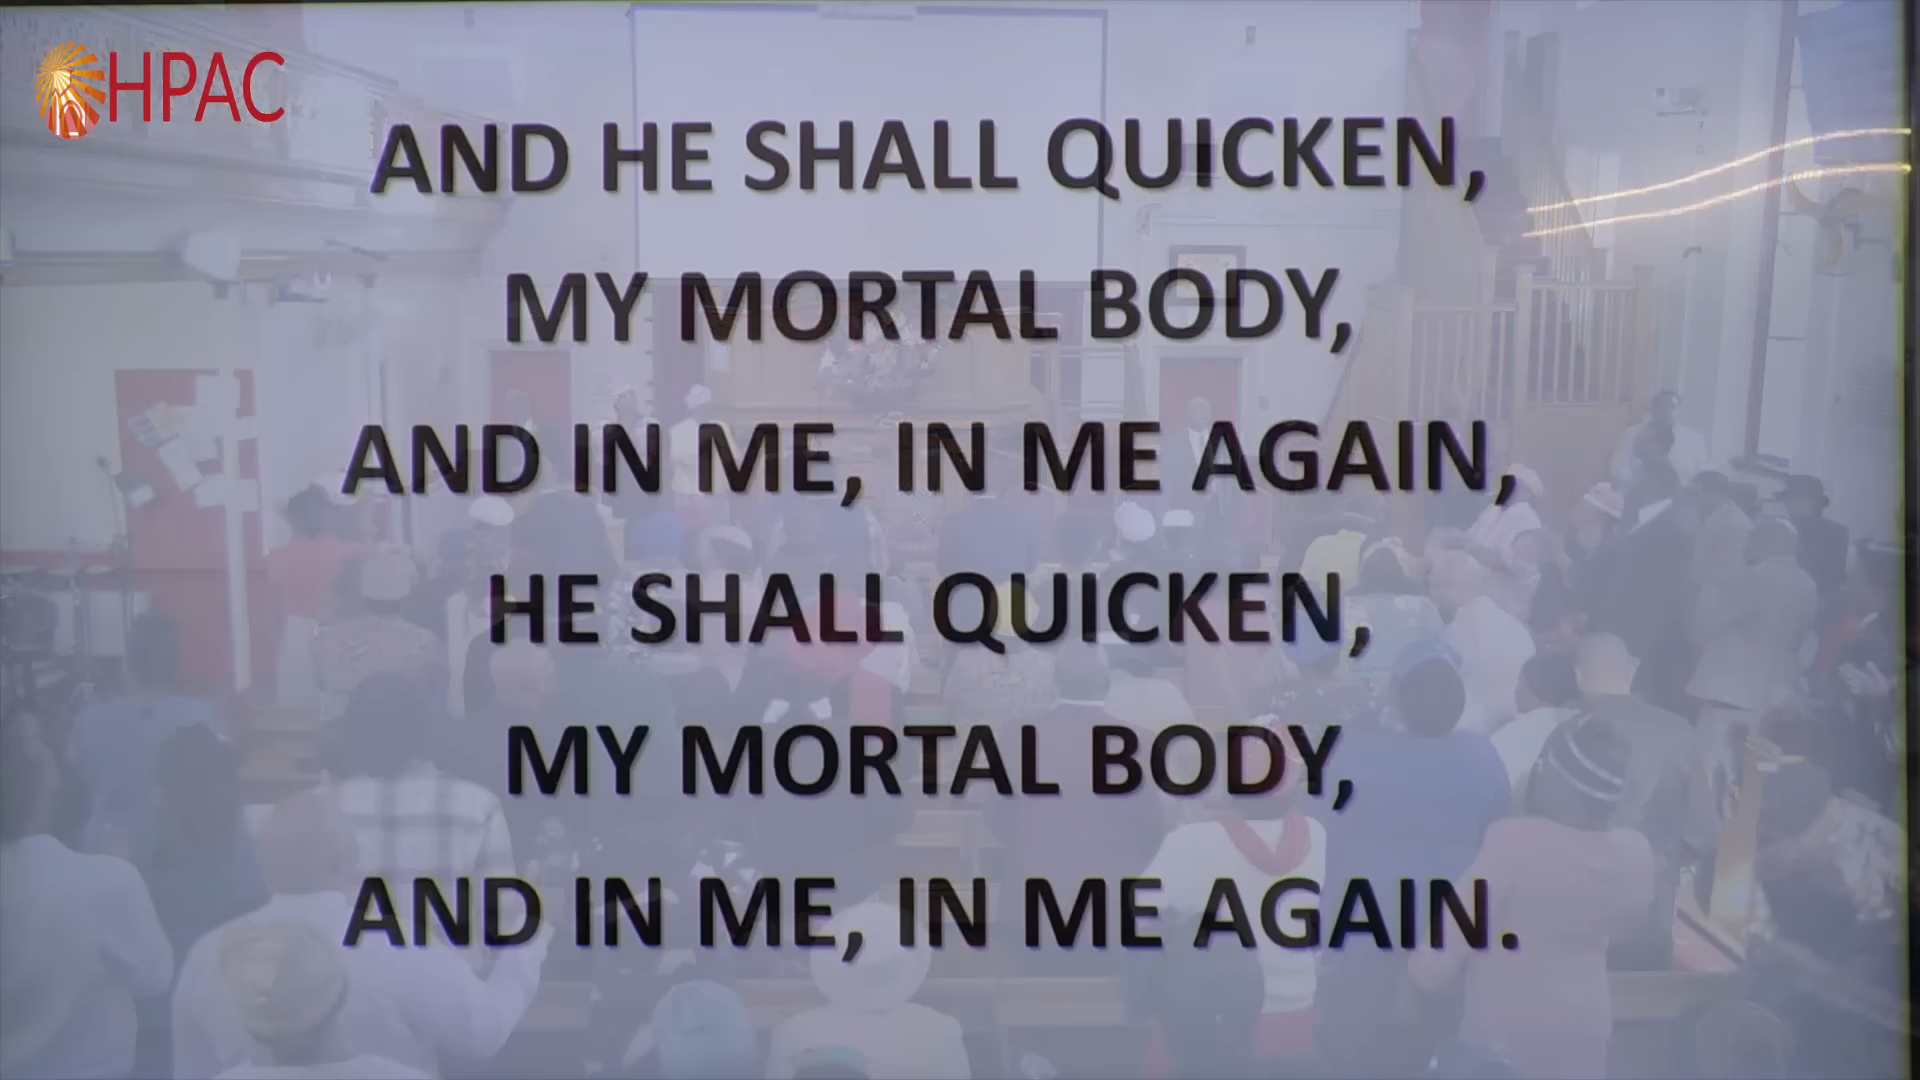 HPAC
AND HE SHALL QUICKEN,
MY MORTAL BODY,
AND IN ME, IN ME AGAIN,
HE SHALL QUICKEN,
MY MORTAL BODY,
AND IN ME, IN ME AGAIN.